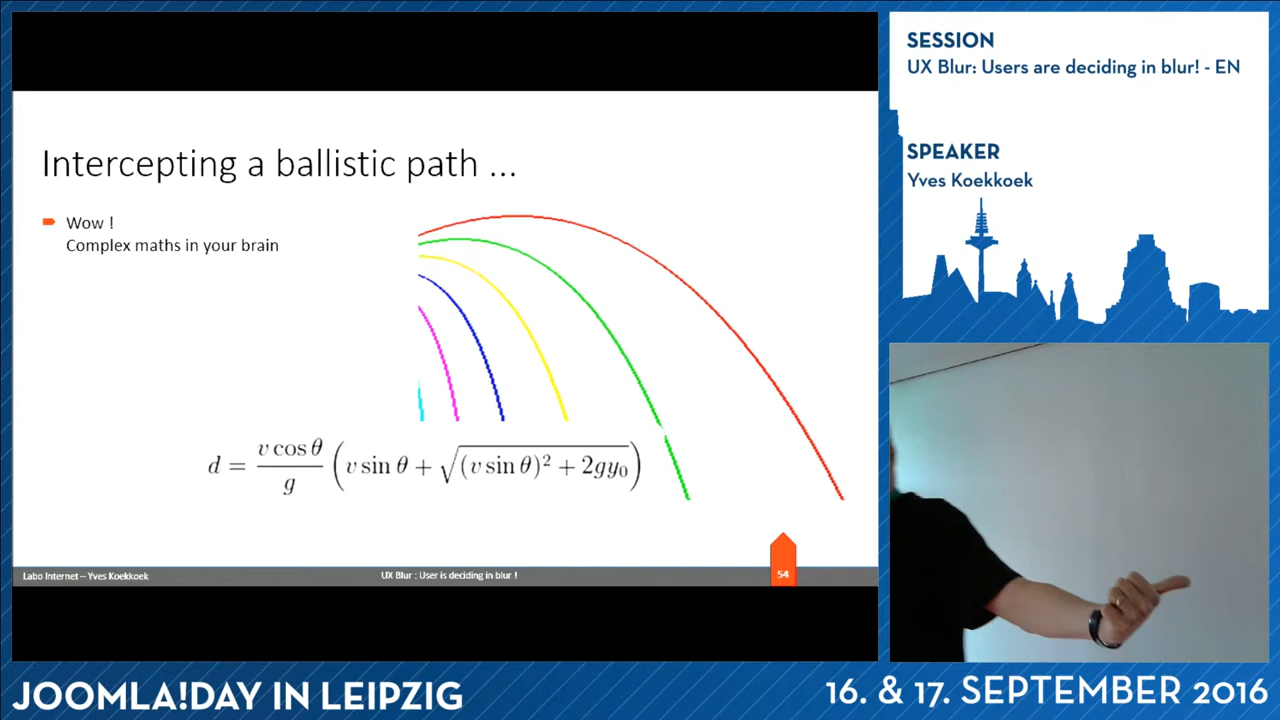 Intercepting a ballistic path ...
Wow !
Complex maths in your brain
d = v cos θ / g ( v sin θ + √((v sin θ)² + 2gy₀) )
Labo Internet – Yves Koekkoek
UX Blur : User is deciding in blur !
54
SESSION
UX Blur: Users are deciding in blur! - EN
SPEAKER
Yves Koekkoek
JOOMLA!DAY IN LEIPZIG
16. & 17. SEPTEMBER 2016